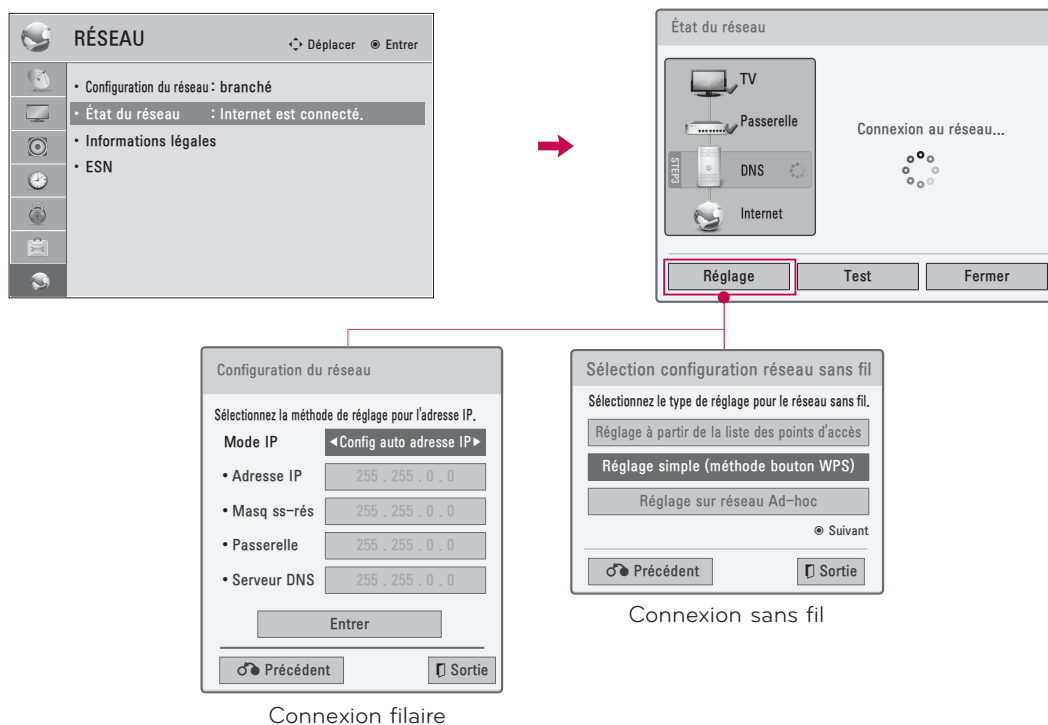 RÉSEAU
Déplacer Entrer
• Configuration du réseau : branché
• État du réseau : Internet est connecté.
• Informations légales
• ESN
État du réseau
TV
Passerelle
STEP3
DNS
Internet
Connexion au réseau...
Réglage Test Fermer
Configuration du réseau
Sélectionnez la méthode de réglage pour l'adresse IP.
Mode IP ◀Config auto adresse IP▶
• Adresse IP 255 . 255 . 0 . 0
• Masq ss-rés 255 . 255 . 0 . 0
• Passerelle 255 . 255 . 0 . 0
• Serveur DNS 255 . 255 . 0 . 0
Entrer
Précédent Sortie
Connexion filaire
Sélection configuration réseau sans fil
Sélectionnez le type de réglage pour le réseau sans fil.
Réglage à partir de la liste des points d'accès
Réglage simple (méthode bouton WPS)
Réglage sur réseau Ad-hoc
Suivant
Précédent Sortie
Connexion sans fil